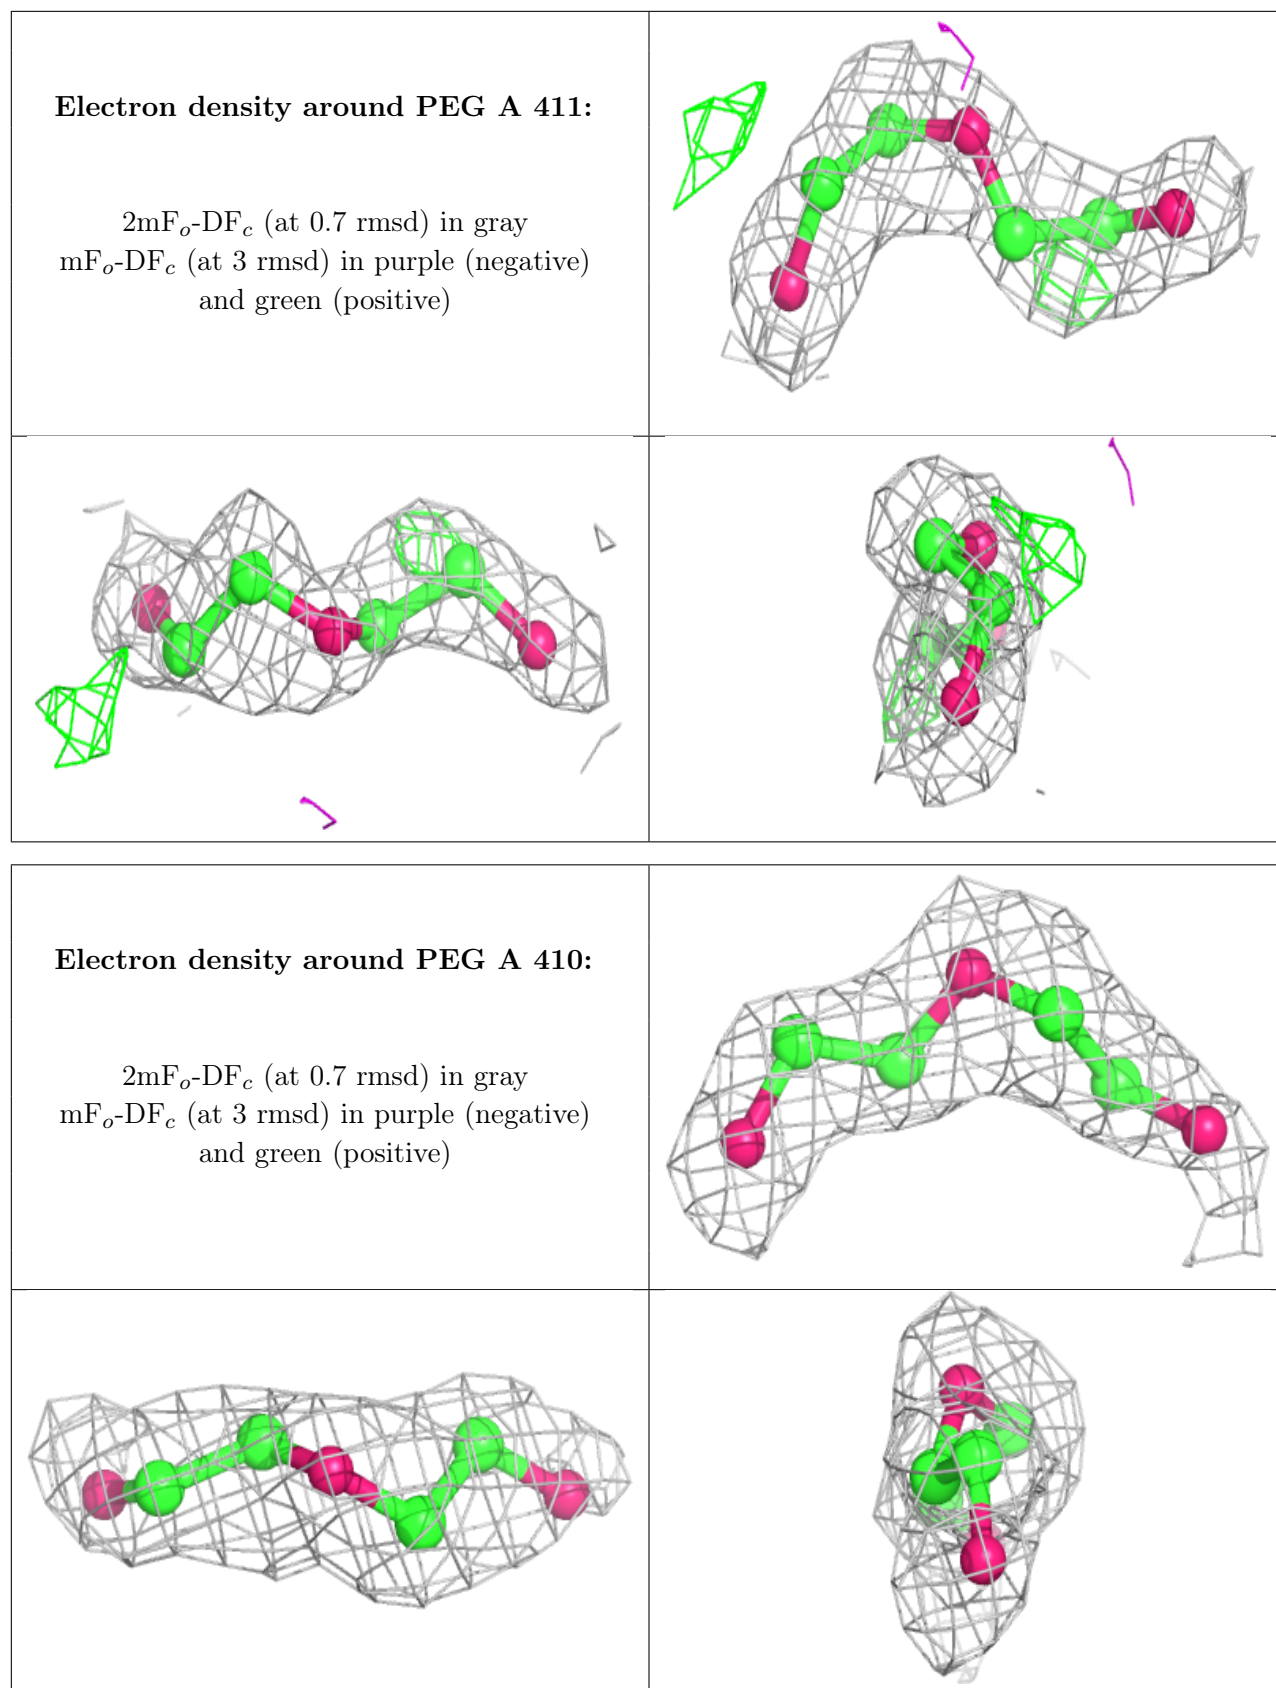 Electron density around PEG A 411:
2mFₒ-DF𝒸 (at 0.7 rmsd) in gray
mFₒ-DF𝒸 (at 3 rmsd) in purple (negative)
and green (positive)
Electron density around PEG A 410:
2mFₒ-DF𝒸 (at 0.7 rmsd) in gray
mFₒ-DF𝒸 (at 3 rmsd) in purple (negative)
and green (positive)